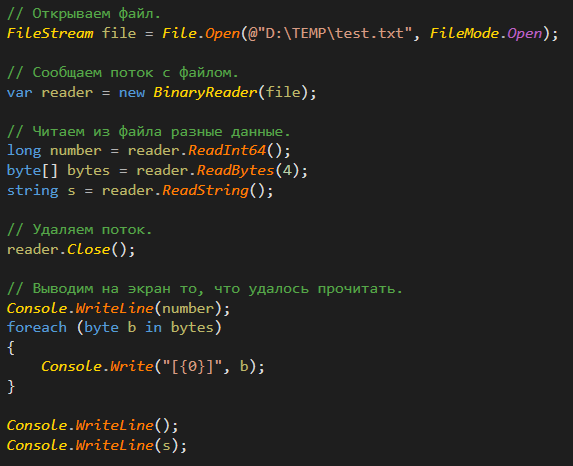 // Открываем файл.
FileStream file = File.Open(@"D:\TEMP\test.txt", FileMode.Open);
// Сообщаем поток с файлом.
var reader = new BinaryReader(file);
// Читаем из файла разные данные.
long number = reader.ReadInt64();
byte[] bytes = reader.ReadBytes(4);
string s = reader.ReadString();
// Удаляем поток.
reader.Close();
// Выводим на экран то, что удалось прочитать.
Console.WriteLine(number);
foreach (byte b in bytes)
{
    Console.Write("[{0}]", b);
}
Console.WriteLine();
Console.WriteLine(s);